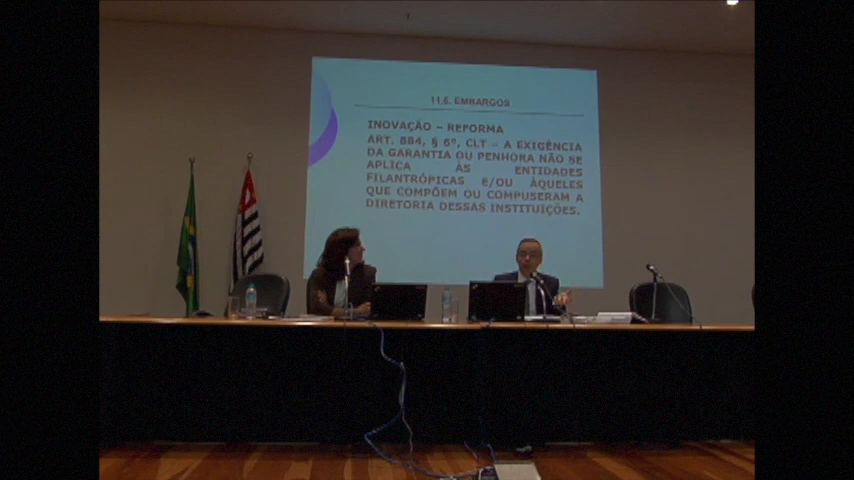 11.6. EMBARGOS
INOVAÇÃO – REFORMA
ART. 884, § 6º, CLT – A EXIGÊNCIA
DA GARANTIA OU PENHORA NÃO SE
APLICA ÀS ENTIDADES
FILANTRÓPICAS E/OU ÀQUELES
QUE COMPÕEM OU COMPUSERAM A
DIRETORIA DESSAS INSTITUIÇÕES.